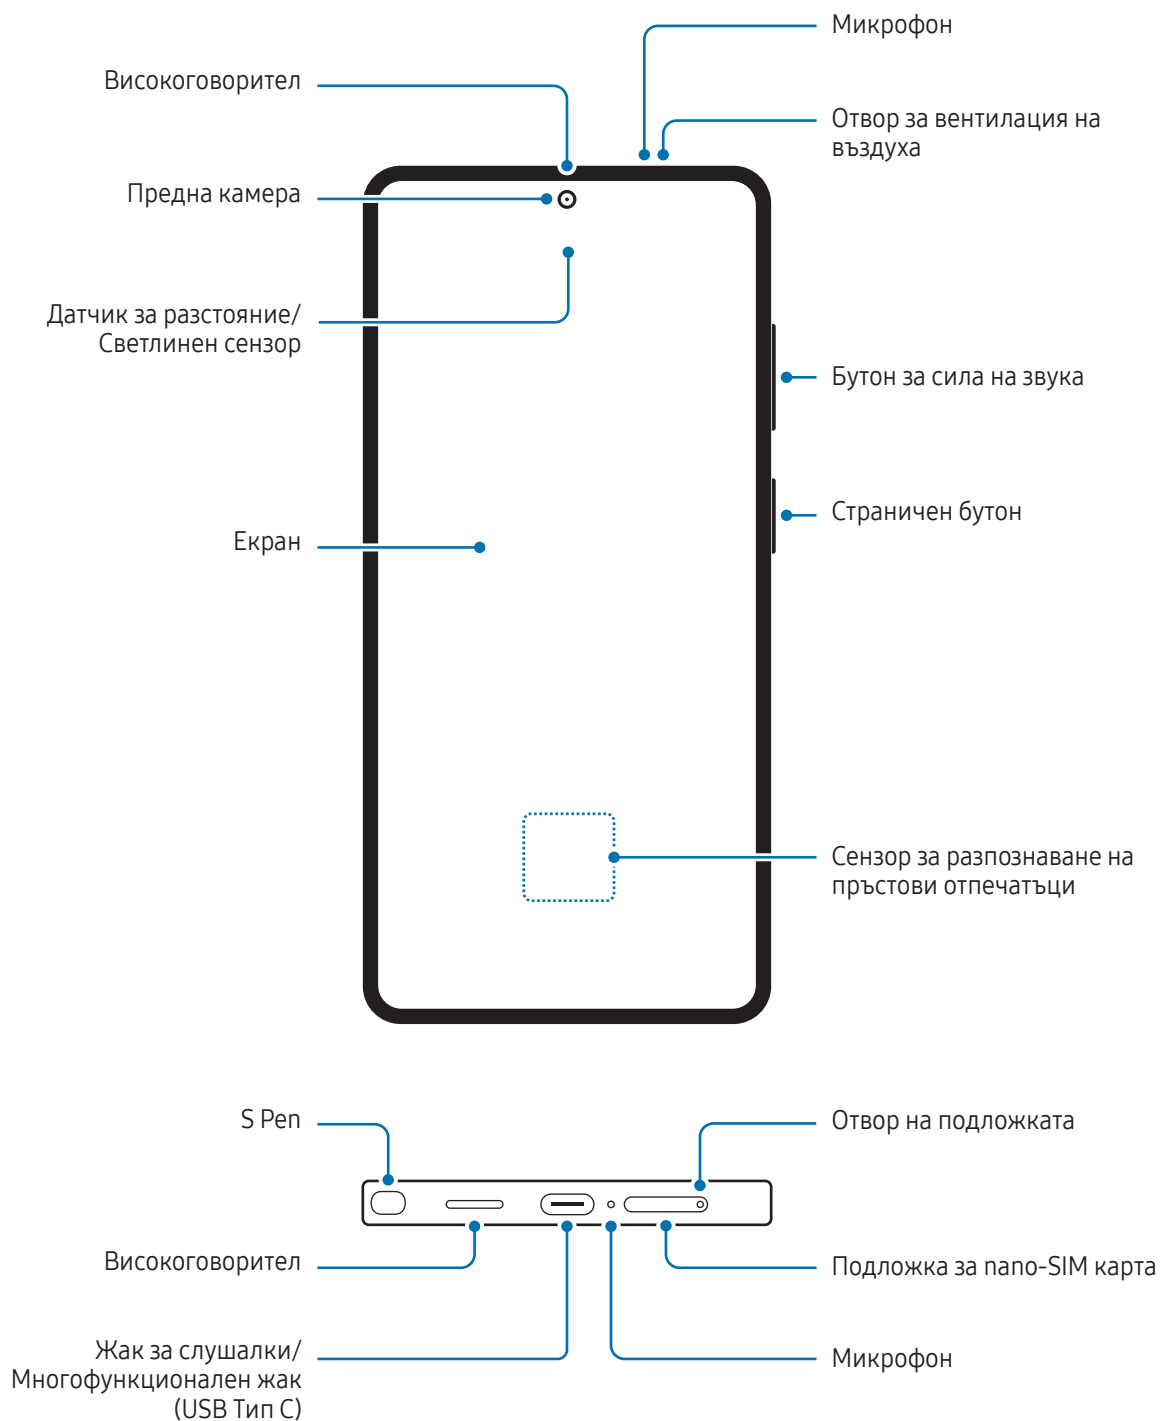 Микрофон
Високоговорител
Отвор за вентилация на
въздуха
Предна камера
Датчик за разстояние/
Светлинен сензор
Бутон за сила на звука
Страничен бутон
Екран
Сензор за разпознаване на
пръстови отпечатъци
S Pen
Отвор на подложката
Високоговорител
Подложка за nano-SIM карта
Жак за слушалки/
Многофункционален жак
(USB Тип C)
Микрофон